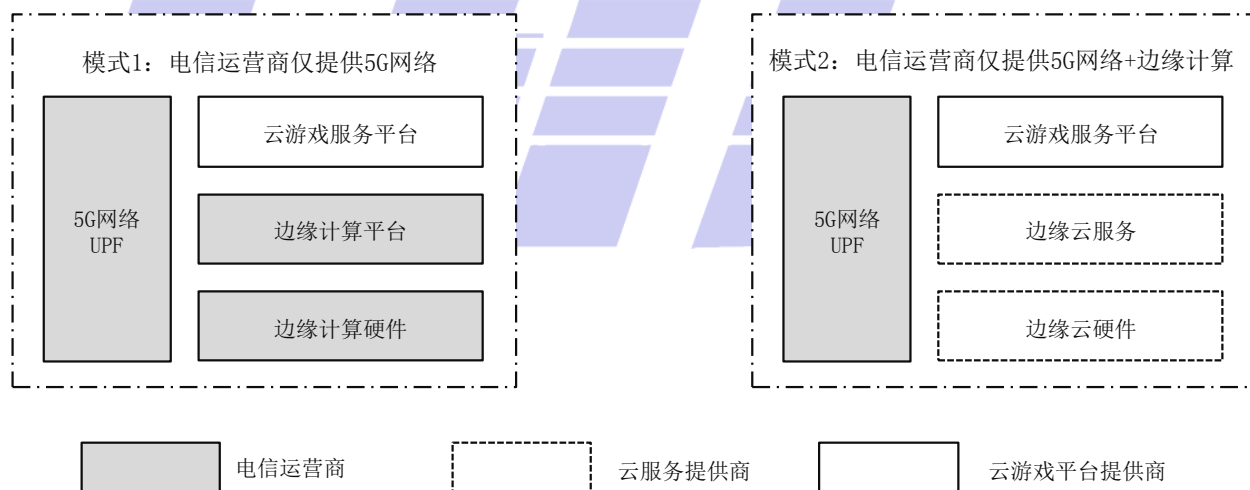 模式1：电信运营商仅提供5G网络
5G网络
UPF
云游戏服务平台
边缘计算平台
边缘计算硬件
模式2：电信运营商仅提供5G网络+边缘计算
5G网络
UPF
云游戏服务平台
边缘云服务
边缘云硬件
电信运营商
云服务提供商
云游戏平台提供商